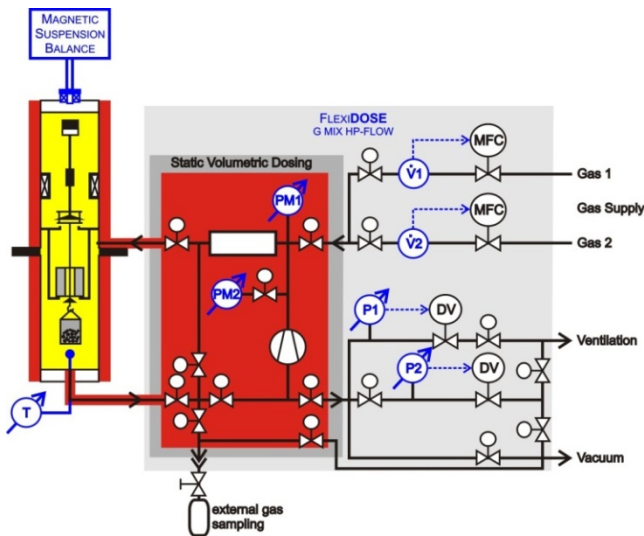 MAGNETIC
SUSPENSION
BALANCE
FLEXIDOSE
G MIX HP-FLOW
Static Volumetric Dosing
MFC
V̇1
Gas 1
PM1
Gas Supply
MFC
V̇2
Gas 2
PM2
P1
DV
Ventilation
P2
DV
T
Vacuum
external gas
sampling